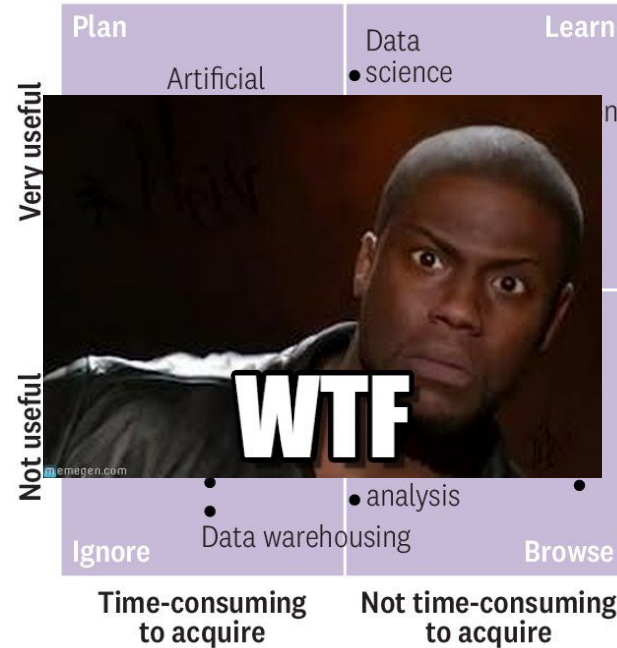 Plan
Learn
Data
science
Artificial
n
Very useful
WTF
Not useful
memegen.com
analysis
Data warehousing
Ignore
Browse
Time-consuming
to acquire
Not time-consuming
to acquire